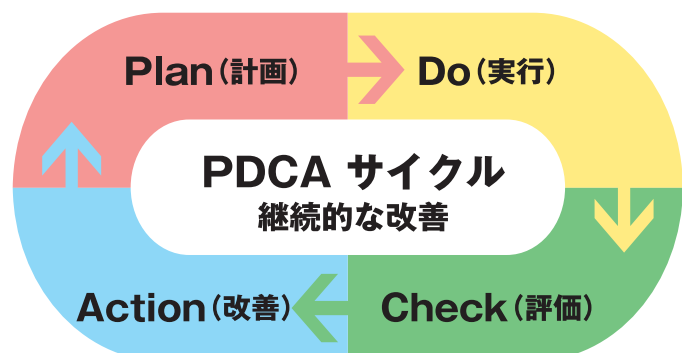 Plan(計画)
Do(実行)
PDCA サイクル
継続的な改善
Action(改善)
Check(評価)